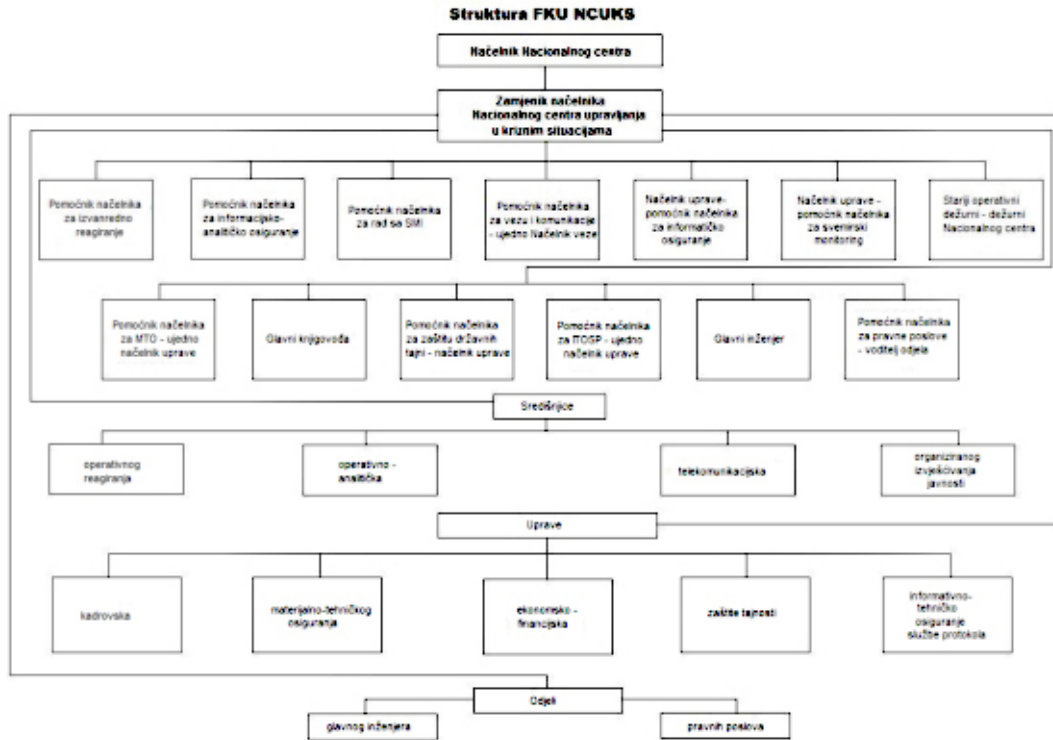 Struktura FKU NCUKS
Načelnik Nacionalnog centra
Zamjenik načelnika
Nacionalnog centra upravljanja
u kriznim situacijama
Pomoćnik načelnika
za izvanredno
reagiranje
Pomoćnik načelnika
za informacijsko-
analitičko osiguranje
Pomoćnik načelnika
za rad sa SMI
Pomoćnik načelnika
za vezu i komunikacije
- ujedno Načelnik veze
Načelnik uprave-
pomoćnik načelnika
za informatičko
osiguranje
Načelnik uprave -
pomoćnik načelnika
za svemirski
monitoring
Stariji operativni
dežurni - dežurni
Nacionalnog centra
Pomoćnik načelnika
za MTO - ujedno
načelnik uprave
Glavni knjigovođa
Pomoćnik načelnika
za zaštitu državnih
tajni - načelnik uprave
Pomoćnik načelnika
za ITOSP - ujedno
načelnik uprave
Glavni inženjer
Pomoćnik načelnika
za pravne poslove
- voditelj odjela
Središnjice
operativnog
reagiranja
operativno -
analitička
telekomunikacijska
organiziranog
izvješćivanja
javnosti
Uprave
kadrovska
materijalno-tehničkog
osiguranja
ekonomsko -
financijska
zaštite tajnosti
informativno-
tehničko
osiguranje
službe protokola
Odjeli
glavnog inženjera
pravnih poslova